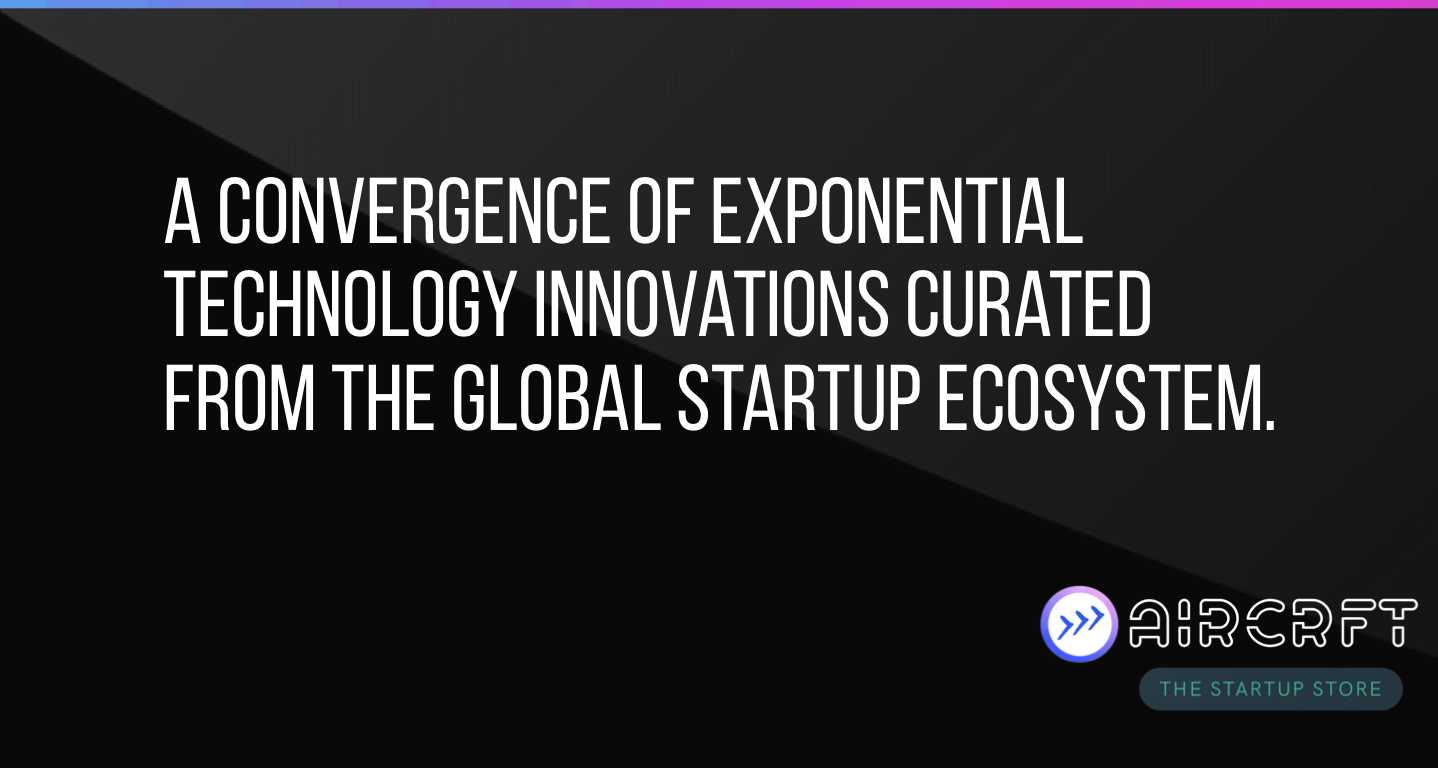 A CONVERGENCE OF EXPONENTIAL
TECHNOLOGY INNOVATIONS CURATED
FROM THE GLOBAL STARTUP ECOSYSTEM.
AIRCRFT
THE STARTUP STORE